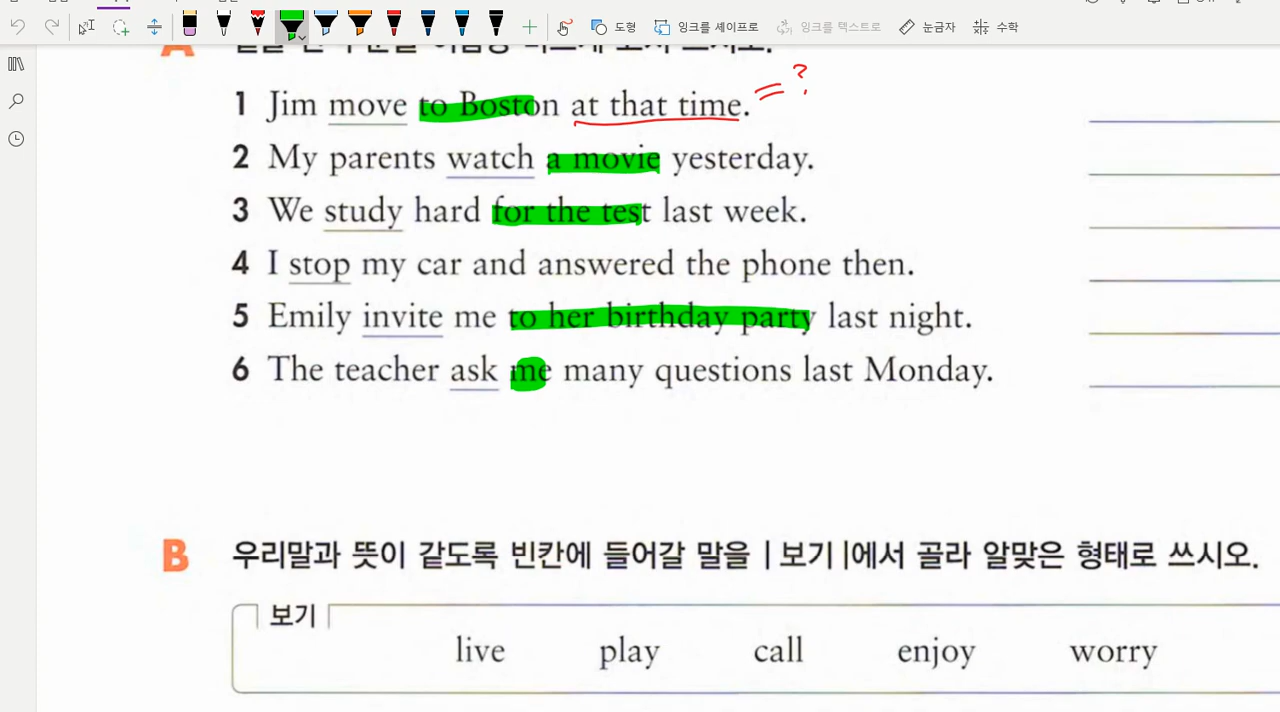 도형 잉크를 셰이프로 잉크를 텍스트로 눈금자 수학
A
1 Jim move to Boston at that time. = ?
2 My parents watch a movie yesterday.
3 We study hard for the test last week.
4 I stop my car and answered the phone then.
5 Emily invite me to her birthday party last night.
6 The teacher ask me many questions last Monday.
B 우리말과 뜻이 같도록 빈칸에 들어갈 말을 |보기|에서 골라 알맞은 형태로 쓰시오.
보기
live play call enjoy worry